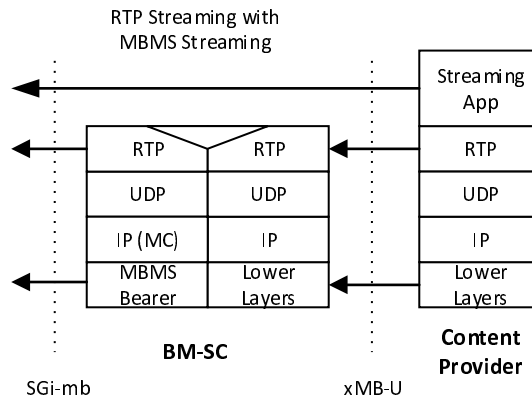 RTP Streaming with
MBMS Streaming
Streaming
App
RTP
RTP
RTP
UDP
UDP
UDP
IP (MC)
IP
IP
MBMS
Bearer
Lower
Layers
Lower
Layers
BM-SC
Content
Provider
SGi-mb
xMB-U